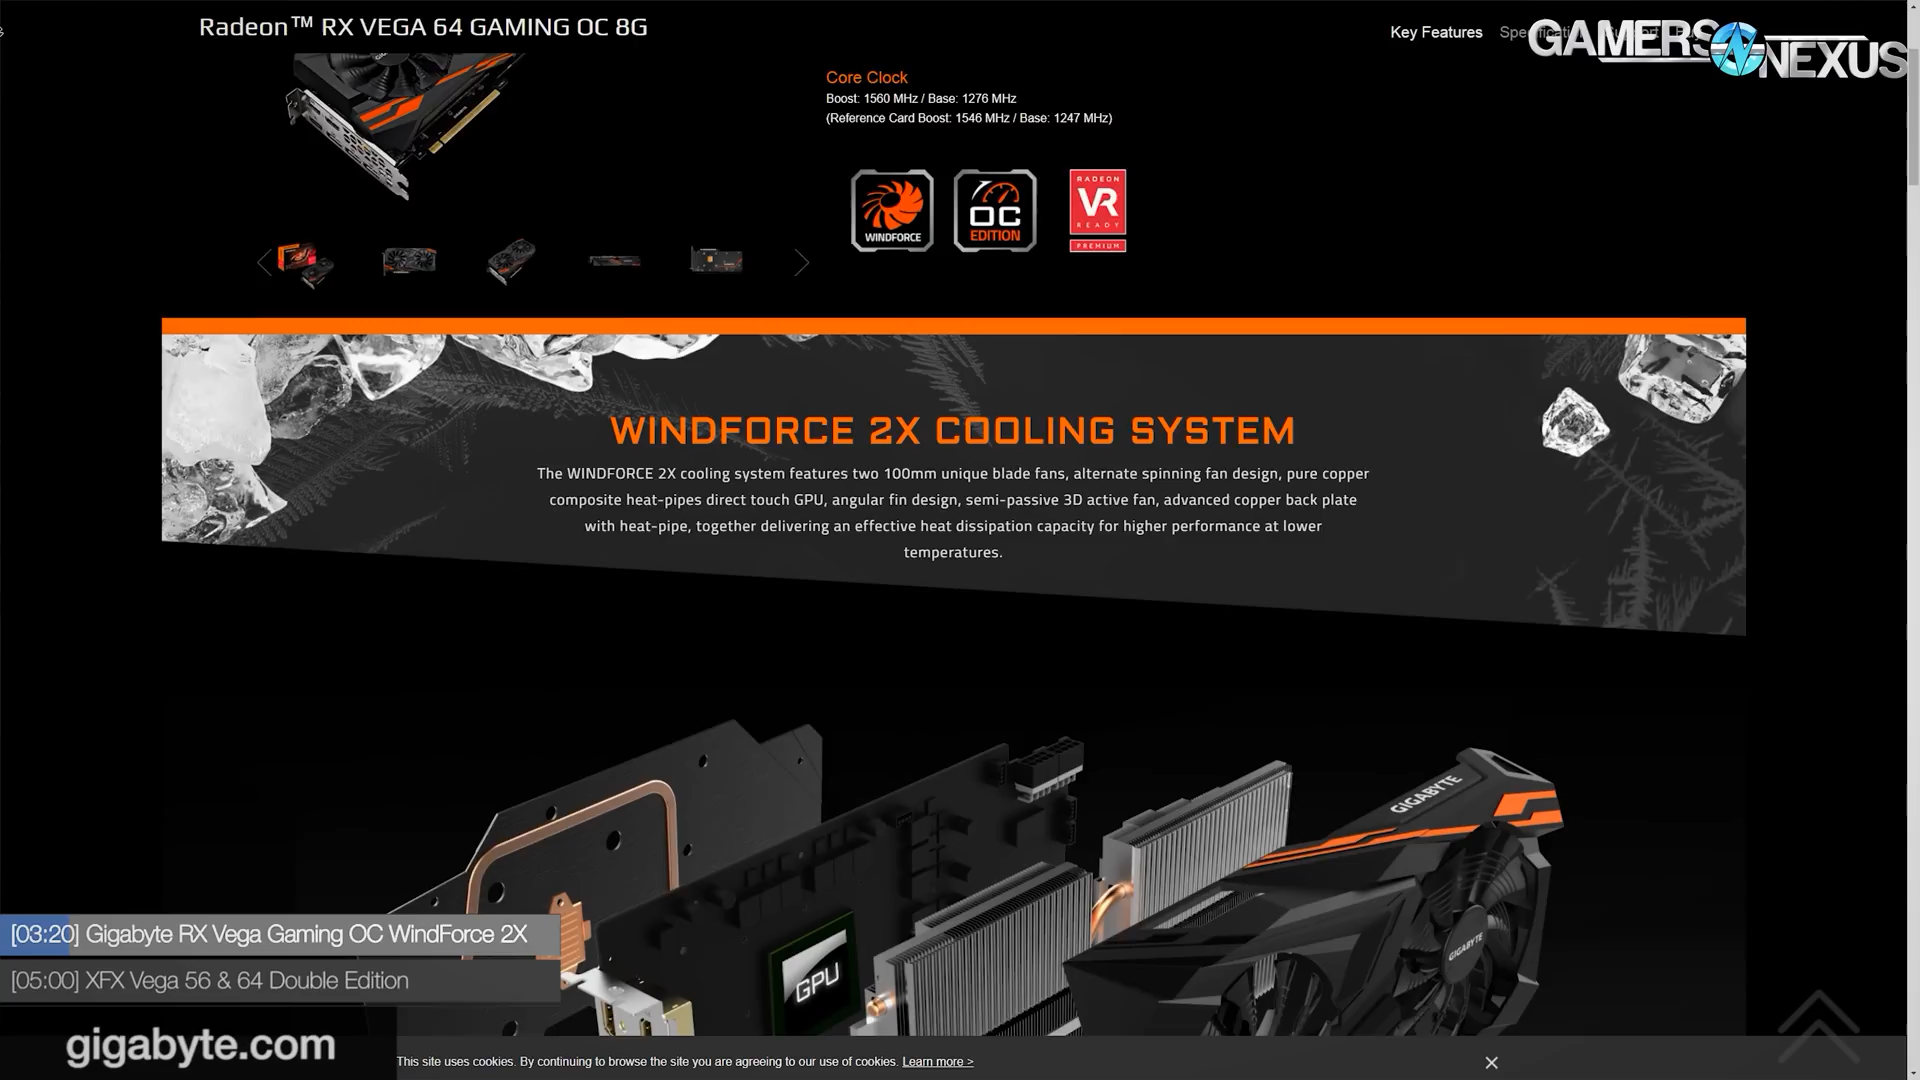 Radeon™ RX VEGA 64 GAMING OC 8G
Key Features
GAMERS NEXUS
Core Clock
Boost: 1560 MHz / Base: 1276 MHz
(Reference Card Boost: 1546 MHz / Base: 1247 MHz)
WINDFORCE
OC
EDITION
RADEON
VR
READY
PREMIUM
WINDFORCE 2X COOLING SYSTEM
The WINDFORCE 2X cooling system features two 100mm unique blade fans, alternate spinning fan design, pure copper
composite heat-pipes direct touch GPU, angular fin design, semi-passive 3D active fan, advanced copper back plate
with heat-pipe, together delivering an effective heat dissipation capacity for higher performance at lower
temperatures.
GIGABYTE
GIGABYTE
GPU
[03:20] Gigabyte RX Vega Gaming OC WindForce 2X
[05:00] XFX Vega 56 & 64 Double Edition
gigabyte.com
This site uses cookies. By continuing to browse the site you are agreeing to our use of cookies. Learn more >